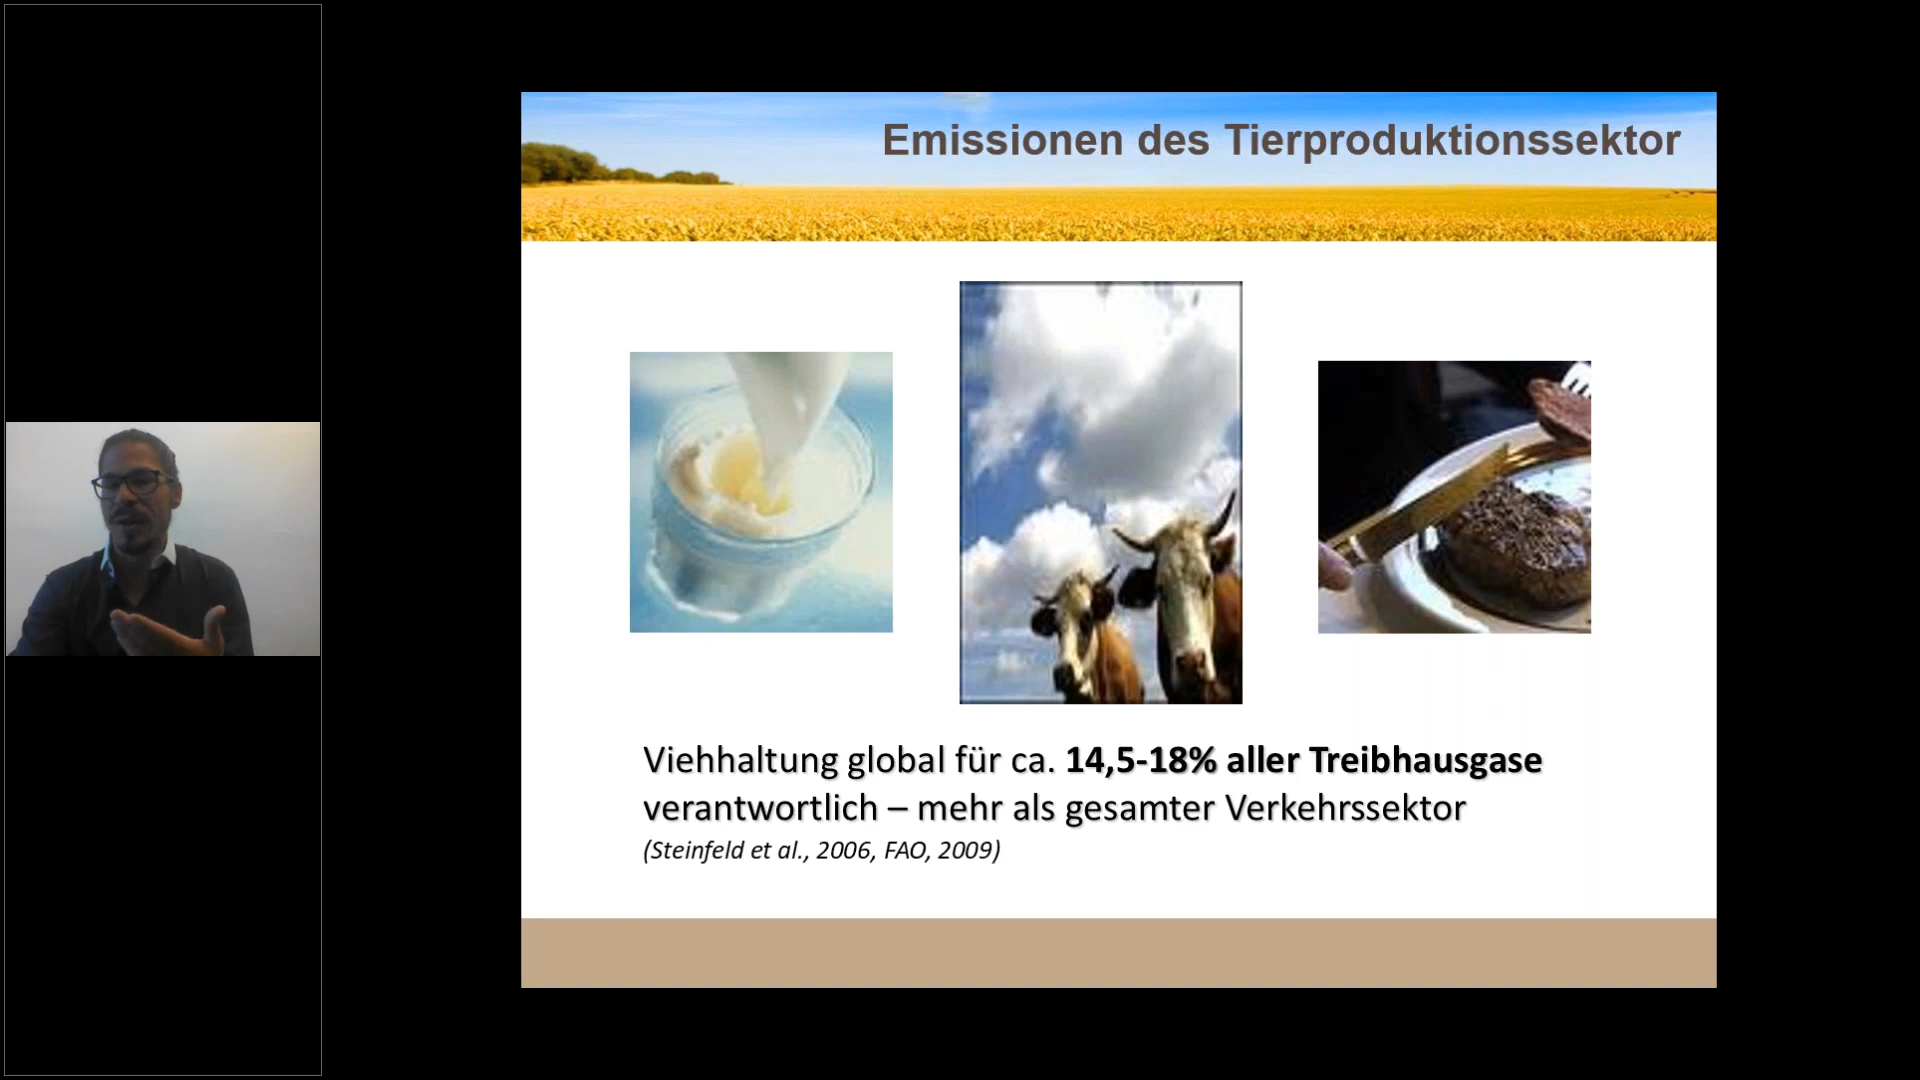 Emissionen des Tierproduktionssektor
Viehhaltung global für ca. 14,5-18% aller Treibhausgase
verantwortlich – mehr als gesamter Verkehrssektor
(Steinfeld et al., 2006, FAO, 2009)